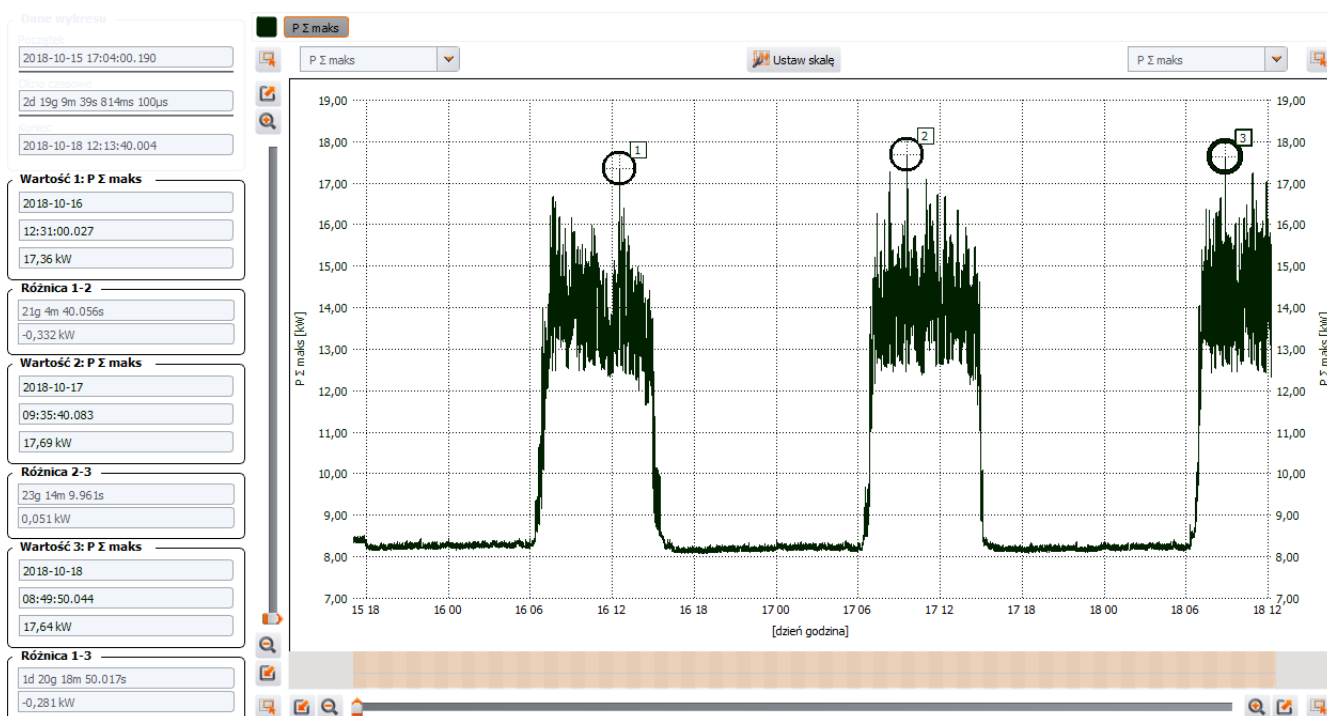 Dane wykresu
Początek
2018-10-15 17:04:00.190
Okno czasowe
2d 19g 9m 39s 814ms 100µs
Koniec
2018-10-18 12:13:40.004
Wartość 1: P Σ maks
2018-10-16
12:31:00.027
17,36 kW
Różnica 1-2
21g 4m 40.056s
-0,332 kW
Wartość 2: P Σ maks
2018-10-17
09:35:40.083
17,69 kW
Różnica 2-3
23g 14m 9.961s
0,051 kW
Wartość 3: P Σ maks
2018-10-18
08:49:50.044
17,64 kW
Różnica 1-3
1d 20g 18m 50.017s
-0,281 kW
P Σ maks
P Σ maks
Ustaw skalę
P Σ maks
P Σ maks [kW]
19,00
18,00
17,00
16,00
15,00
14,00
13,00
12,00
11,00
10,00
9,00
8,00
7,00
1
2
3
19,00
18,00
17,00
16,00
15,00
14,00
13,00
12,00
11,00
10,00
9,00
8,00
7,00
P Σ maks [kW]
15 18
16 00
16 06
16 12
16 18
17 00
17 06
17 12
17 18
18 00
18 06
18 12
[dzień godzina]